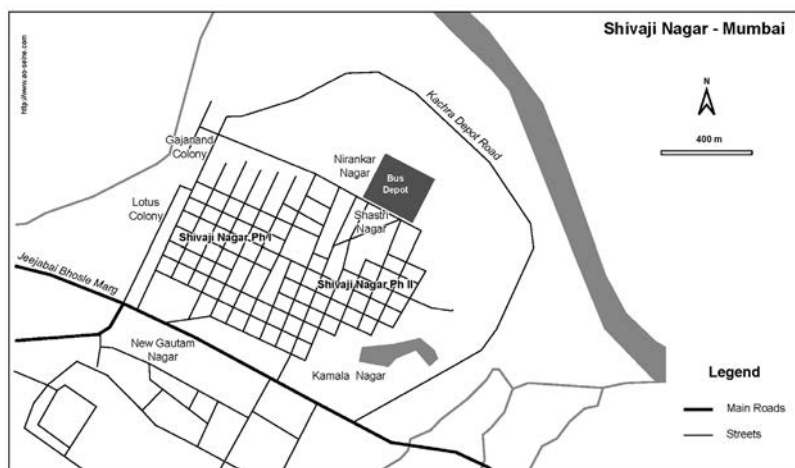 Shivaji Nagar - Mumbai
http://www.ao-seine.com
N
400 m
Kachra Depot Road
Gajanand
Colony
Nirankar
Nagar
Bus
Depot
Lotus
Colony
Shastri
Nagar
Shivaji Nagar Ph I
Jeejabai Bhosle Marg
Shivaji Nagar Ph II
New Gautam
Nagar
Kamala Nagar
Legend
Main Roads
Streets